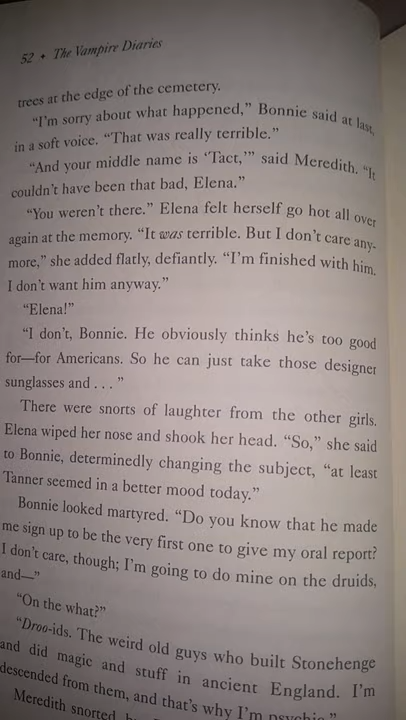 52 • The Vampire Diaries
trees at the edge of the cemetery.
“I’m sorry about what happened,” Bonnie said at last,
in a soft voice. “That was really terrible.”
“And your middle name is ‘Tact,’” said Meredith. “It
couldn’t have been that bad, Elena.”
“You weren’t there.” Elena felt herself go hot all over
again at the memory. “It was terrible. But I don’t care any-
more,” she added flatly, defiantly. “I’m finished with him.
I don’t want him anyway.”
“Elena!”
“I don’t, Bonnie. He obviously thinks he’s too good
for—for Americans. So he can just take those designer
sunglasses and . . . ”
There were snorts of laughter from the other girls.
Elena wiped her nose and shook her head. “So,” she said
to Bonnie, determinedly changing the subject, “at least
Tanner seemed in a better mood today.”
Bonnie looked martyred. “Do you know that he made
me sign up to be the very first one to give my oral report?
I don’t care, though; I’m going to do mine on the druids,
and—”
“On the what?”
“Droo-ids. The weird old guys who built Stonehenge
and did magic and stuff in ancient England. I’m
descended from them, and that’s why I’m psychic.”
Meredith snorted